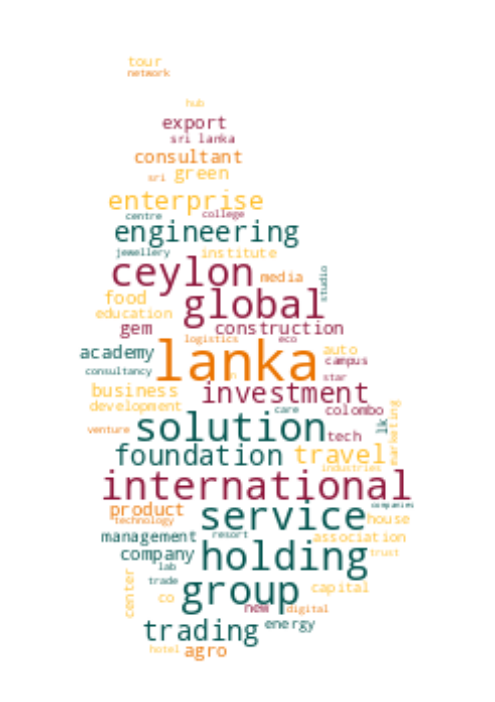 tour
network
hub
export
sri lanka
consultant
sri green
enterprise
centre college
engineering
jewellery institute
ceylon media
studio
food global
education
gem construction
logistics eco
academy lanka auto
campus
consultancy star
business investment
development care colombo
solution lk
venture tech marketing
foundation travel
industries
international
product service companies
technology house
management resort association
company holding trust
lab
trade group capital
center co
new digital
trading energy
hotel agro